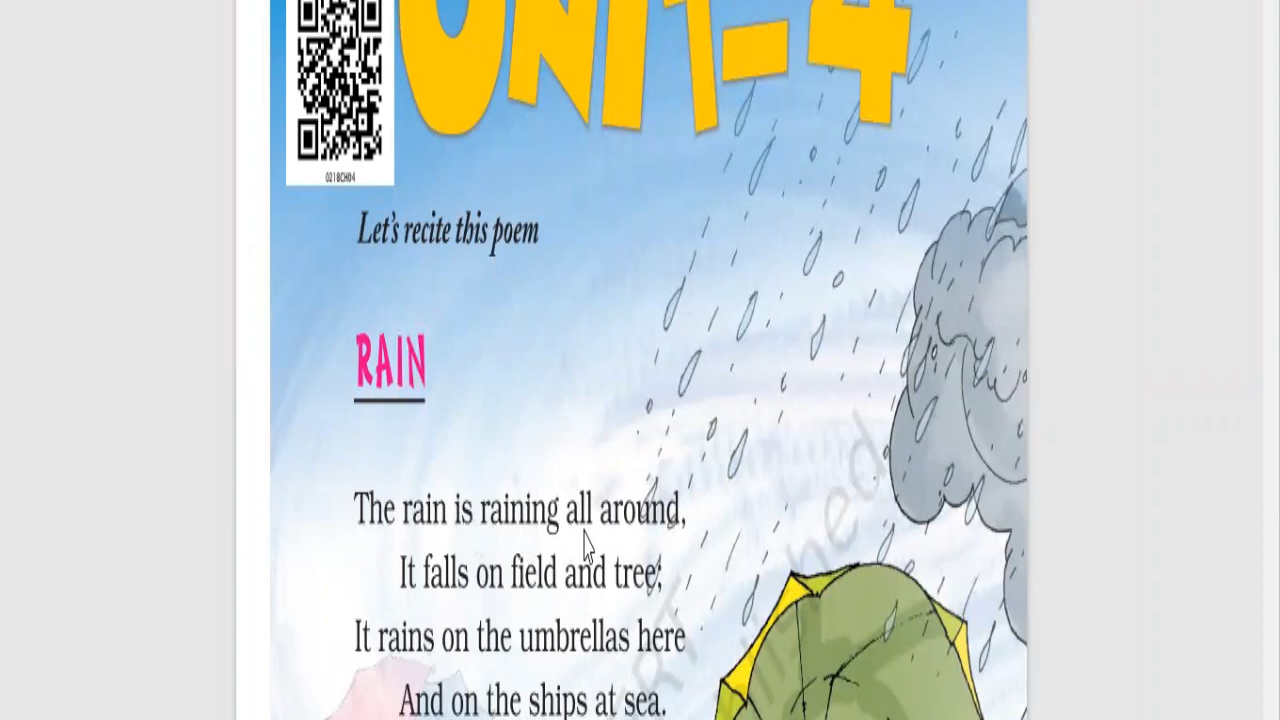 UNIT-4
021BCH04
Let's recite this poem
RAIN
The rain is raining all around,
It falls on field and tree,
It rains on the umbrellas here
And on the ships at sea.